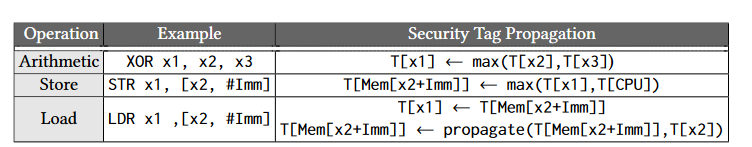 Operation Example Security Tag Propagation
Arithmetic XOR x1, x2, x3 T[x1] ← max(T[x2],T[x3])
Store STR x1, [x2, #Imm] T[Mem[x2+Imm]] ← max(T[x1],T[CPU])
Load LDR x1 ,[x2, #Imm] T[x1] ← T[Mem[x2+Imm]]
T[Mem[x2+Imm]] ← propagate(T[Mem[x2+Imm]],T[x2])